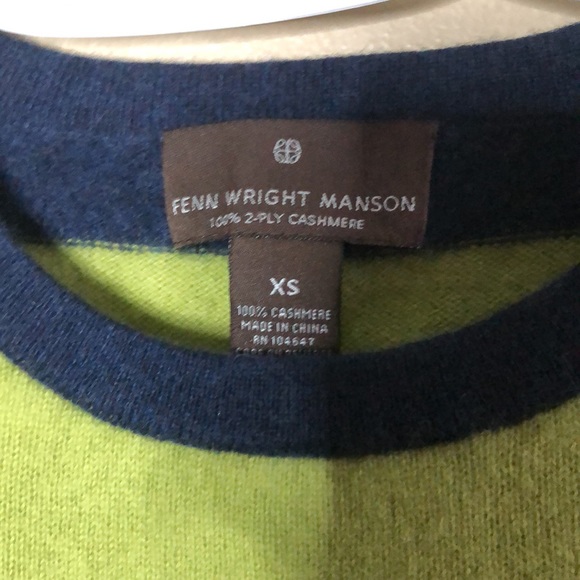 FENN WRIGHT MANSON
100% 2-PLY CASHMERE
XS
100% CASHMERE
MADE IN CHINA
RN 104647